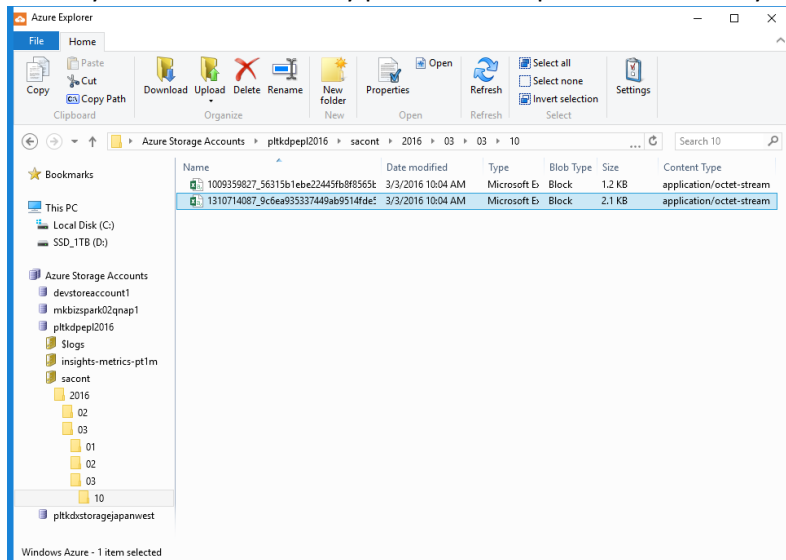 Azure Explorer
File Home
Copy
Paste
Cut
Copy Path
Clipboard
Download Upload Delete Rename
Organize
New folder
New
Properties
Open
Open
Refresh
Refresh
Select all
Select none
Invert selection
Select
Settings
Azure Storage Accounts pltkdpepl2016 sacont 2016 03 03 10 ... Search 10
Name Date modified Type Blob Type Size Content Type
1009359827_56315b1ebe22445fb8f8565b 3/3/2016 10:04 AM Microsoft Ex Block 1.2 KB application/octet-stream
1310714087_9c6ea935337449ab9514fde5 3/3/2016 10:04 AM Microsoft Ex Block 2.1 KB application/octet-stream
Bookmarks
This PC
Local Disk (C:)
SSD_1TB (D:)
Azure Storage Accounts
devstoreaccount1
mkbizspark02qnap1
pltkdpepl2016
$logs
insights-metrics-pt1m
sacont
2016
02
03
01
02
03
10
pltkdxstoragejapanwest
Windows Azure - 1 item selected